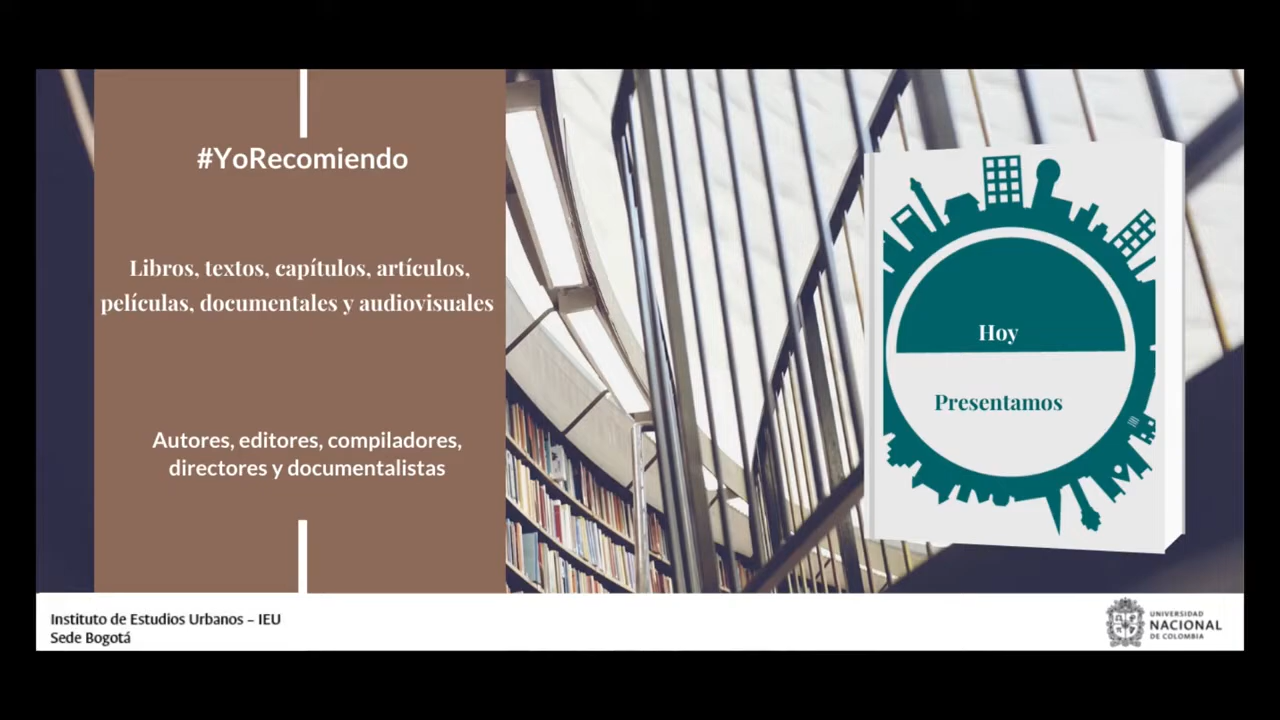 #YoRecomiendo
Libros, textos, capítulos, artículos,
películas, documentales y audiovisuales
Autores, editores, compiladores,
directores y documentalistas
Hoy
Presentamos
Instituto de Estudios Urbanos – IEU
Sede Bogotá
UNIVERSIDAD
NACIONAL
DE COLOMBIA